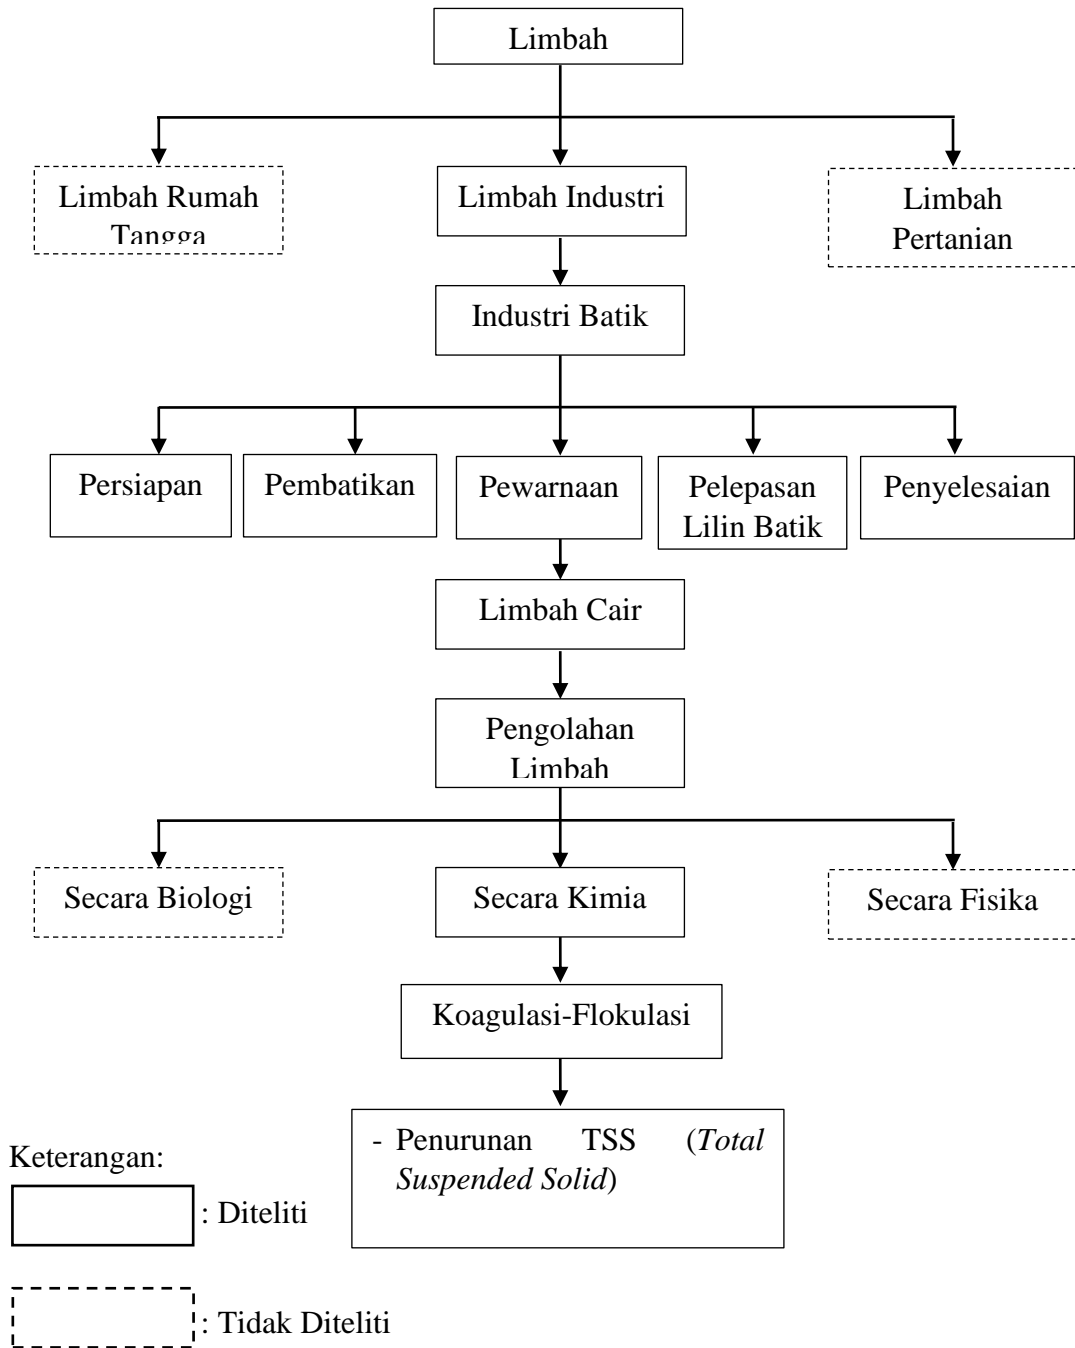 Limbah
Limbah Rumah
Tangga
Limbah Industri
Limbah
Pertanian
Industri Batik
Persiapan
Pembatikan
Pewarnaan
Pelepasan
Lilin Batik
Penyelesaian
Limbah Cair
Pengolahan
Limbah
Secara Biologi
Secara Kimia
Secara Fisika
Koagulasi-Flokulasi
- Penurunan TSS (Total
Suspended Solid)
Keterangan:
: Diteliti
: Tidak Diteliti